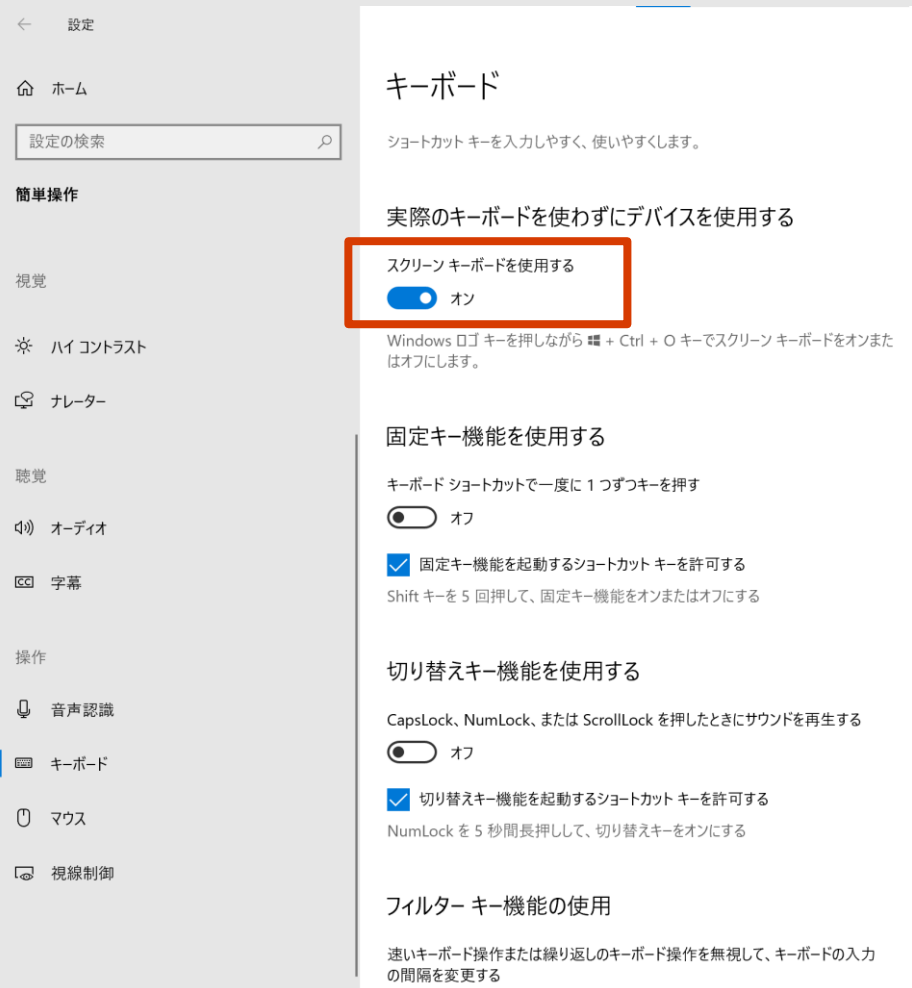 設定
ホーム
設定の検索
簡単操作
視覚
ハイ コントラスト
ナレーター
聴覚
オーディオ
字幕
操作
音声認識
キーボード
マウス
視線制御
キーボード
ショートカット キーを入力しやすく、使いやすくします。
実際のキーボードを使わずにデバイスを使用する
スクリーン キーボードを使用する
オン
Windows ロゴ キーを押しながら + Ctrl + O キーでスクリーン キーボードをオンまた
はオフにします。
固定キー機能を使用する
キーボード ショートカットで一度に 1 つずつキーを押す
オフ
固定キー機能を起動するショートカット キーを許可する
Shift キーを 5 回押して、固定キー機能をオンまたはオフにする
切り替えキー機能を使用する
CapsLock、NumLock、または ScrollLock を押したときにサウンドを再生する
オフ
切り替えキー機能を起動するショートカット キーを許可する
NumLock を 5 秒間長押しして、切り替えキーをオンにする
フィルター キー機能の使用
速いキーボード操作または繰り返しのキーボード操作を無視して、キーボードの入力
の間隔を変更する